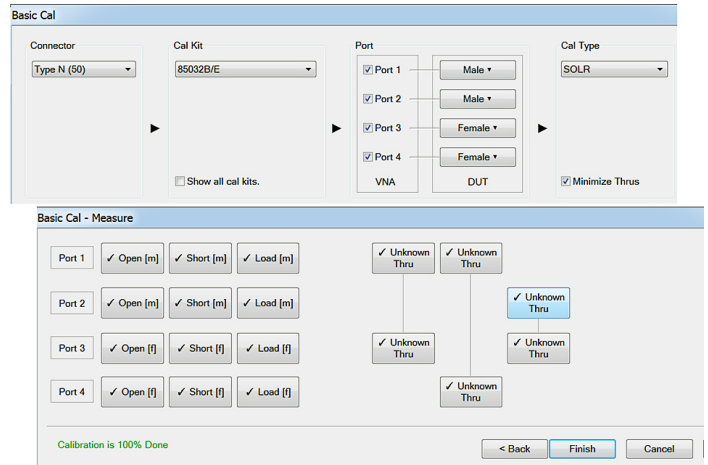 Basic Cal
Connector
Cal Kit
Port
Cal Type
Type N (50)
85032B/E
Port 1
Male
SOLR
Port 2
Male
Port 3
Female
Port 4
Female
Show all cal kits.
VNA
DUT
Minimize Thrus
Basic Cal - Measure
Port 1
✓ Open [m]
✓ Short [m]
✓ Load [m]
✓ Unknown
Thru
✓ Unknown
Thru
Port 2
✓ Open [m]
✓ Short [m]
✓ Load [m]
✓ Unknown
Thru
Port 3
✓ Open [f]
✓ Short [f]
✓ Load [f]
✓ Unknown
Thru
✓ Unknown
Thru
Port 4
✓ Open [f]
✓ Short [f]
✓ Load [f]
✓ Unknown
Thru
Calibration is 100% Done
< Back
Finish
Cancel